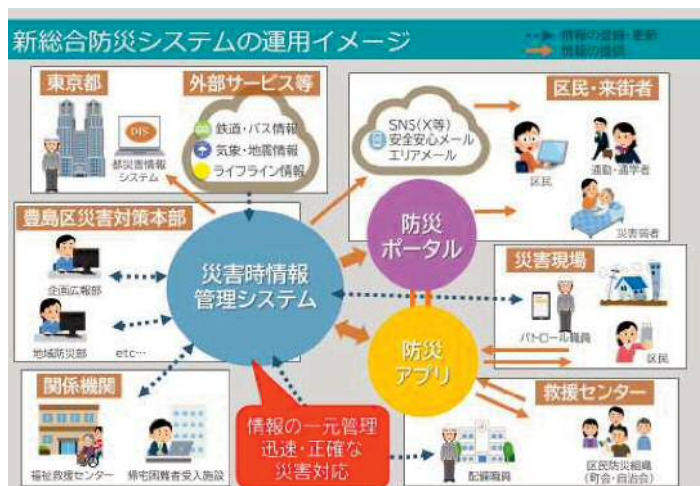 新総合防災システムの運用イメージ
情報の登録・更新
情報の提供
東京都
DIS
都災害情報
システム
外部サービス等
鉄道・バス情報
気象・地震情報
ライフライン情報
SNS(X等)
安全安心メール
エリアメール
区民・来街者
区民
通勤・通学者
災害弱者
豊島区災害対策本部
企画広報部
地域防災部
etc…
災害時情報
管理システム
防災
ポータル
防災
アプリ
災害現場
パトロール職員
区民
関係機関
福祉救援センター
帰宅困難者受入施設
情報の一元管理
迅速・正確な
災害対応
救援センター
配備職員
区民防災組織
(町会・自治会)